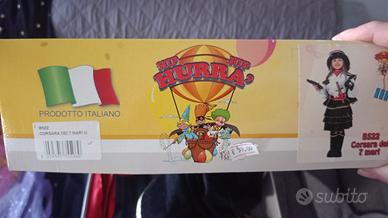 HIP HIP
HURRA'
PRODOTTO ITALIANO
8522
CORSARA DEI 7 MARI
8522
Corsara dei
7 mari
subito